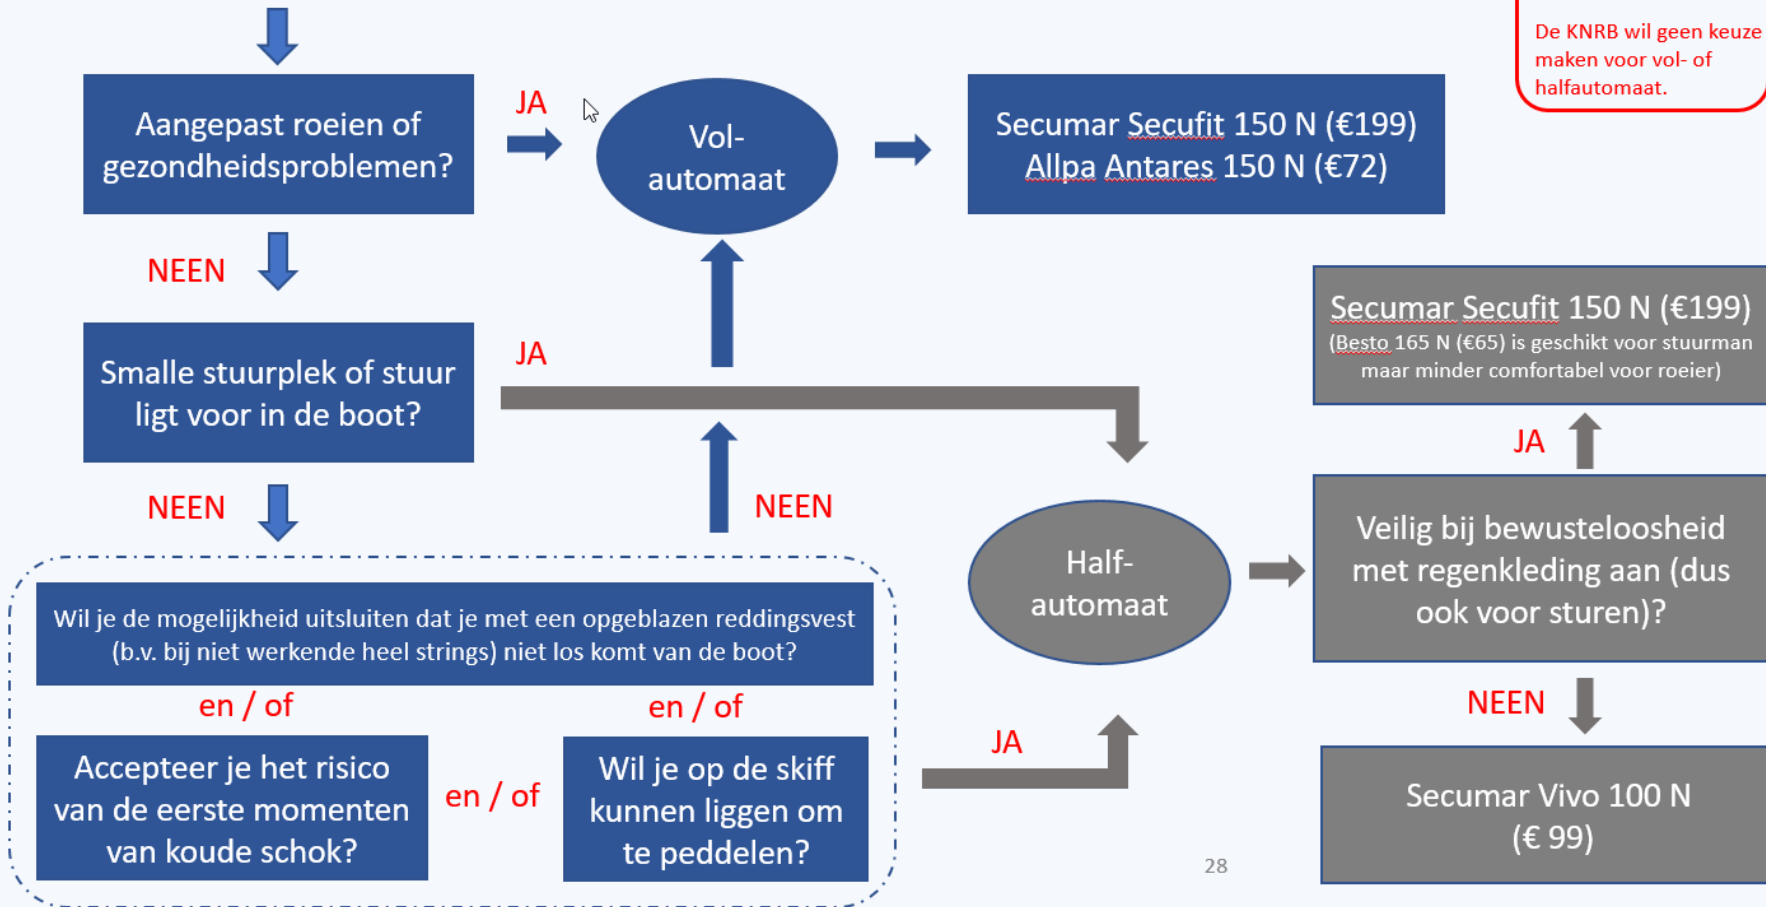 De KNRB wil geen keuze
maken voor vol- of
halfautomaat.
Aangepast roeien of
gezondheidsproblemen?
JA
Vol-
automaat
Secumar Secufit 150 N (€199)
Allpa Antares 150 N (€72)
NEEN
Smalle stuurplek of stuur
ligt voor in de boot?
JA
Secumar Secufit 150 N (€199)
(Besto 165 N (€65) is geschikt voor stuurman
maar minder comfortabel voor roeier)
JA
NEEN
NEEN
Half-
automaat
Veilig bij bewusteloosheid
met regenkleding aan (dus
ook voor sturen)?
Wil je de mogelijkheid uitsluiten dat je met een opgeblazen reddingsvest
(b.v. bij niet werkende heel strings) niet los komt van de boot?
en / of
en / of
NEEN
JA
Accepteer je het risico
van de eerste momenten
van koude schok?
en / of
Wil je op de skiff
kunnen liggen om
te peddelen?
Secumar Vivo 100 N
(€ 99)
28